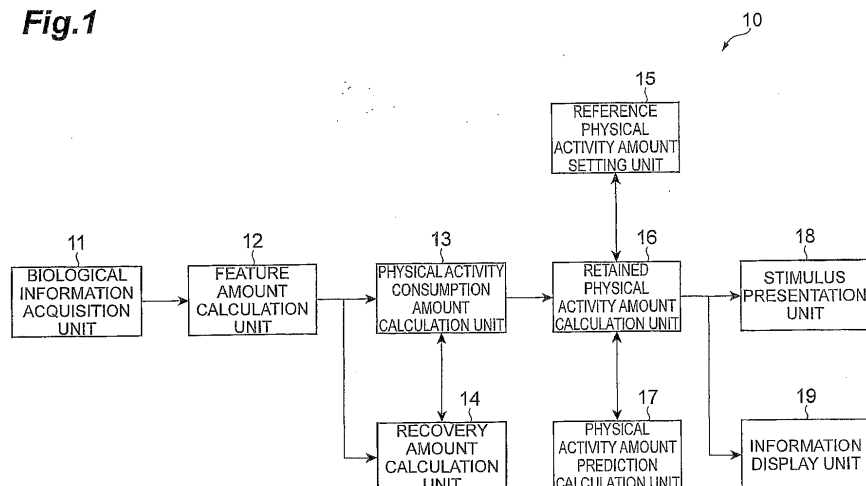 Fig.1
10
15
REFERENCE
PHYSICAL
ACTIVITY AMOUNT
SETTING UNIT
11
BIOLOGICAL
INFORMATION
ACQUISITION
UNIT
12
FEATURE
AMOUNT
CALCULATION
UNIT
13
PHYSICAL ACTIVITY
CONSUMPTION
AMOUNT
CALCULATION UNIT
16
RETAINED
PHYSICAL
ACTIVITY AMOUNT
CALCULATION UNIT
18
STIMULUS
PRESENTATION
UNIT
14
RECOVERY
AMOUNT
CALCULATION
UNIT
17
PHYSICAL
ACTIVITY AMOUNT
PREDICTION
CALCULATION UNIT
19
INFORMATION
DISPLAY UNIT